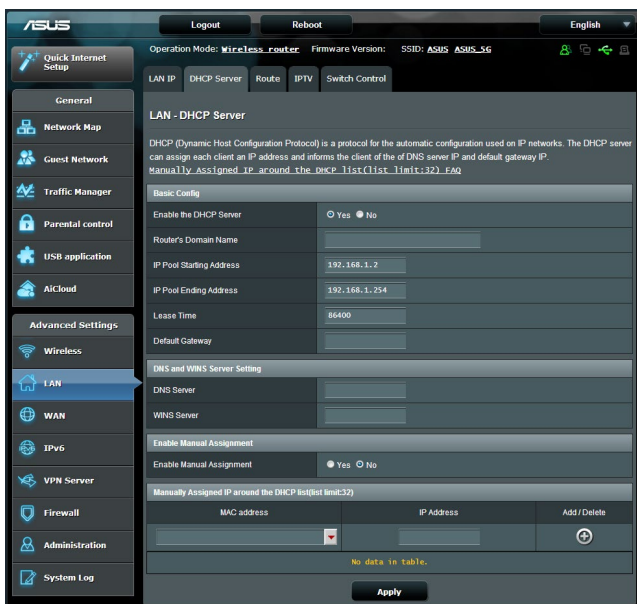 ASUS
Logout
Reboot
English
Quick Internet Setup
Operation Mode: Wireless router Firmware Version: SSID: ASUS ASUS_5G
LAN IP
DHCP Server
Route
IPTV
Switch Control
General
Network Map
Guest Network
Traffic Manager
Parental control
USB application
AiCloud
Advanced Settings
Wireless
LAN
WAN
IPv6
VPN Server
Firewall
Administration
System Log
LAN - DHCP Server
DHCP (Dynamic Host Configuration Protocol) is a protocol for the automatic configuration used on IP networks. The DHCP server
can assign each client an IP address and informs the client of the of DNS server IP and default gateway IP.
Manually Assigned IP around the DHCP list(list limit:32) FAQ
Basic Config
Enable the DHCP Server Yes No
Router's Domain Name
IP Pool Starting Address 192.168.1.2
IP Pool Ending Address 192.168.1.254
Lease Time 86400
Default Gateway
DNS and WINS Server Setting
DNS Server
WINS Server
Enable Manual Assignment
Enable Manual Assignment Yes No
Manually Assigned IP around the DHCP list(list limit:32)
MAC address IP Address Add / Delete
No data in table.
Apply